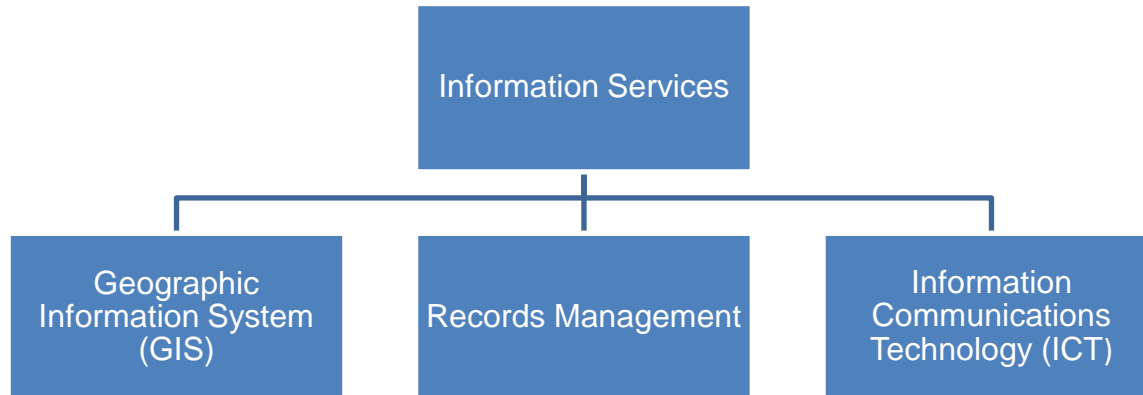 Information Services
Geographic
Information System
(GIS)
Records Management
Information
Communications
Technology (ICT)